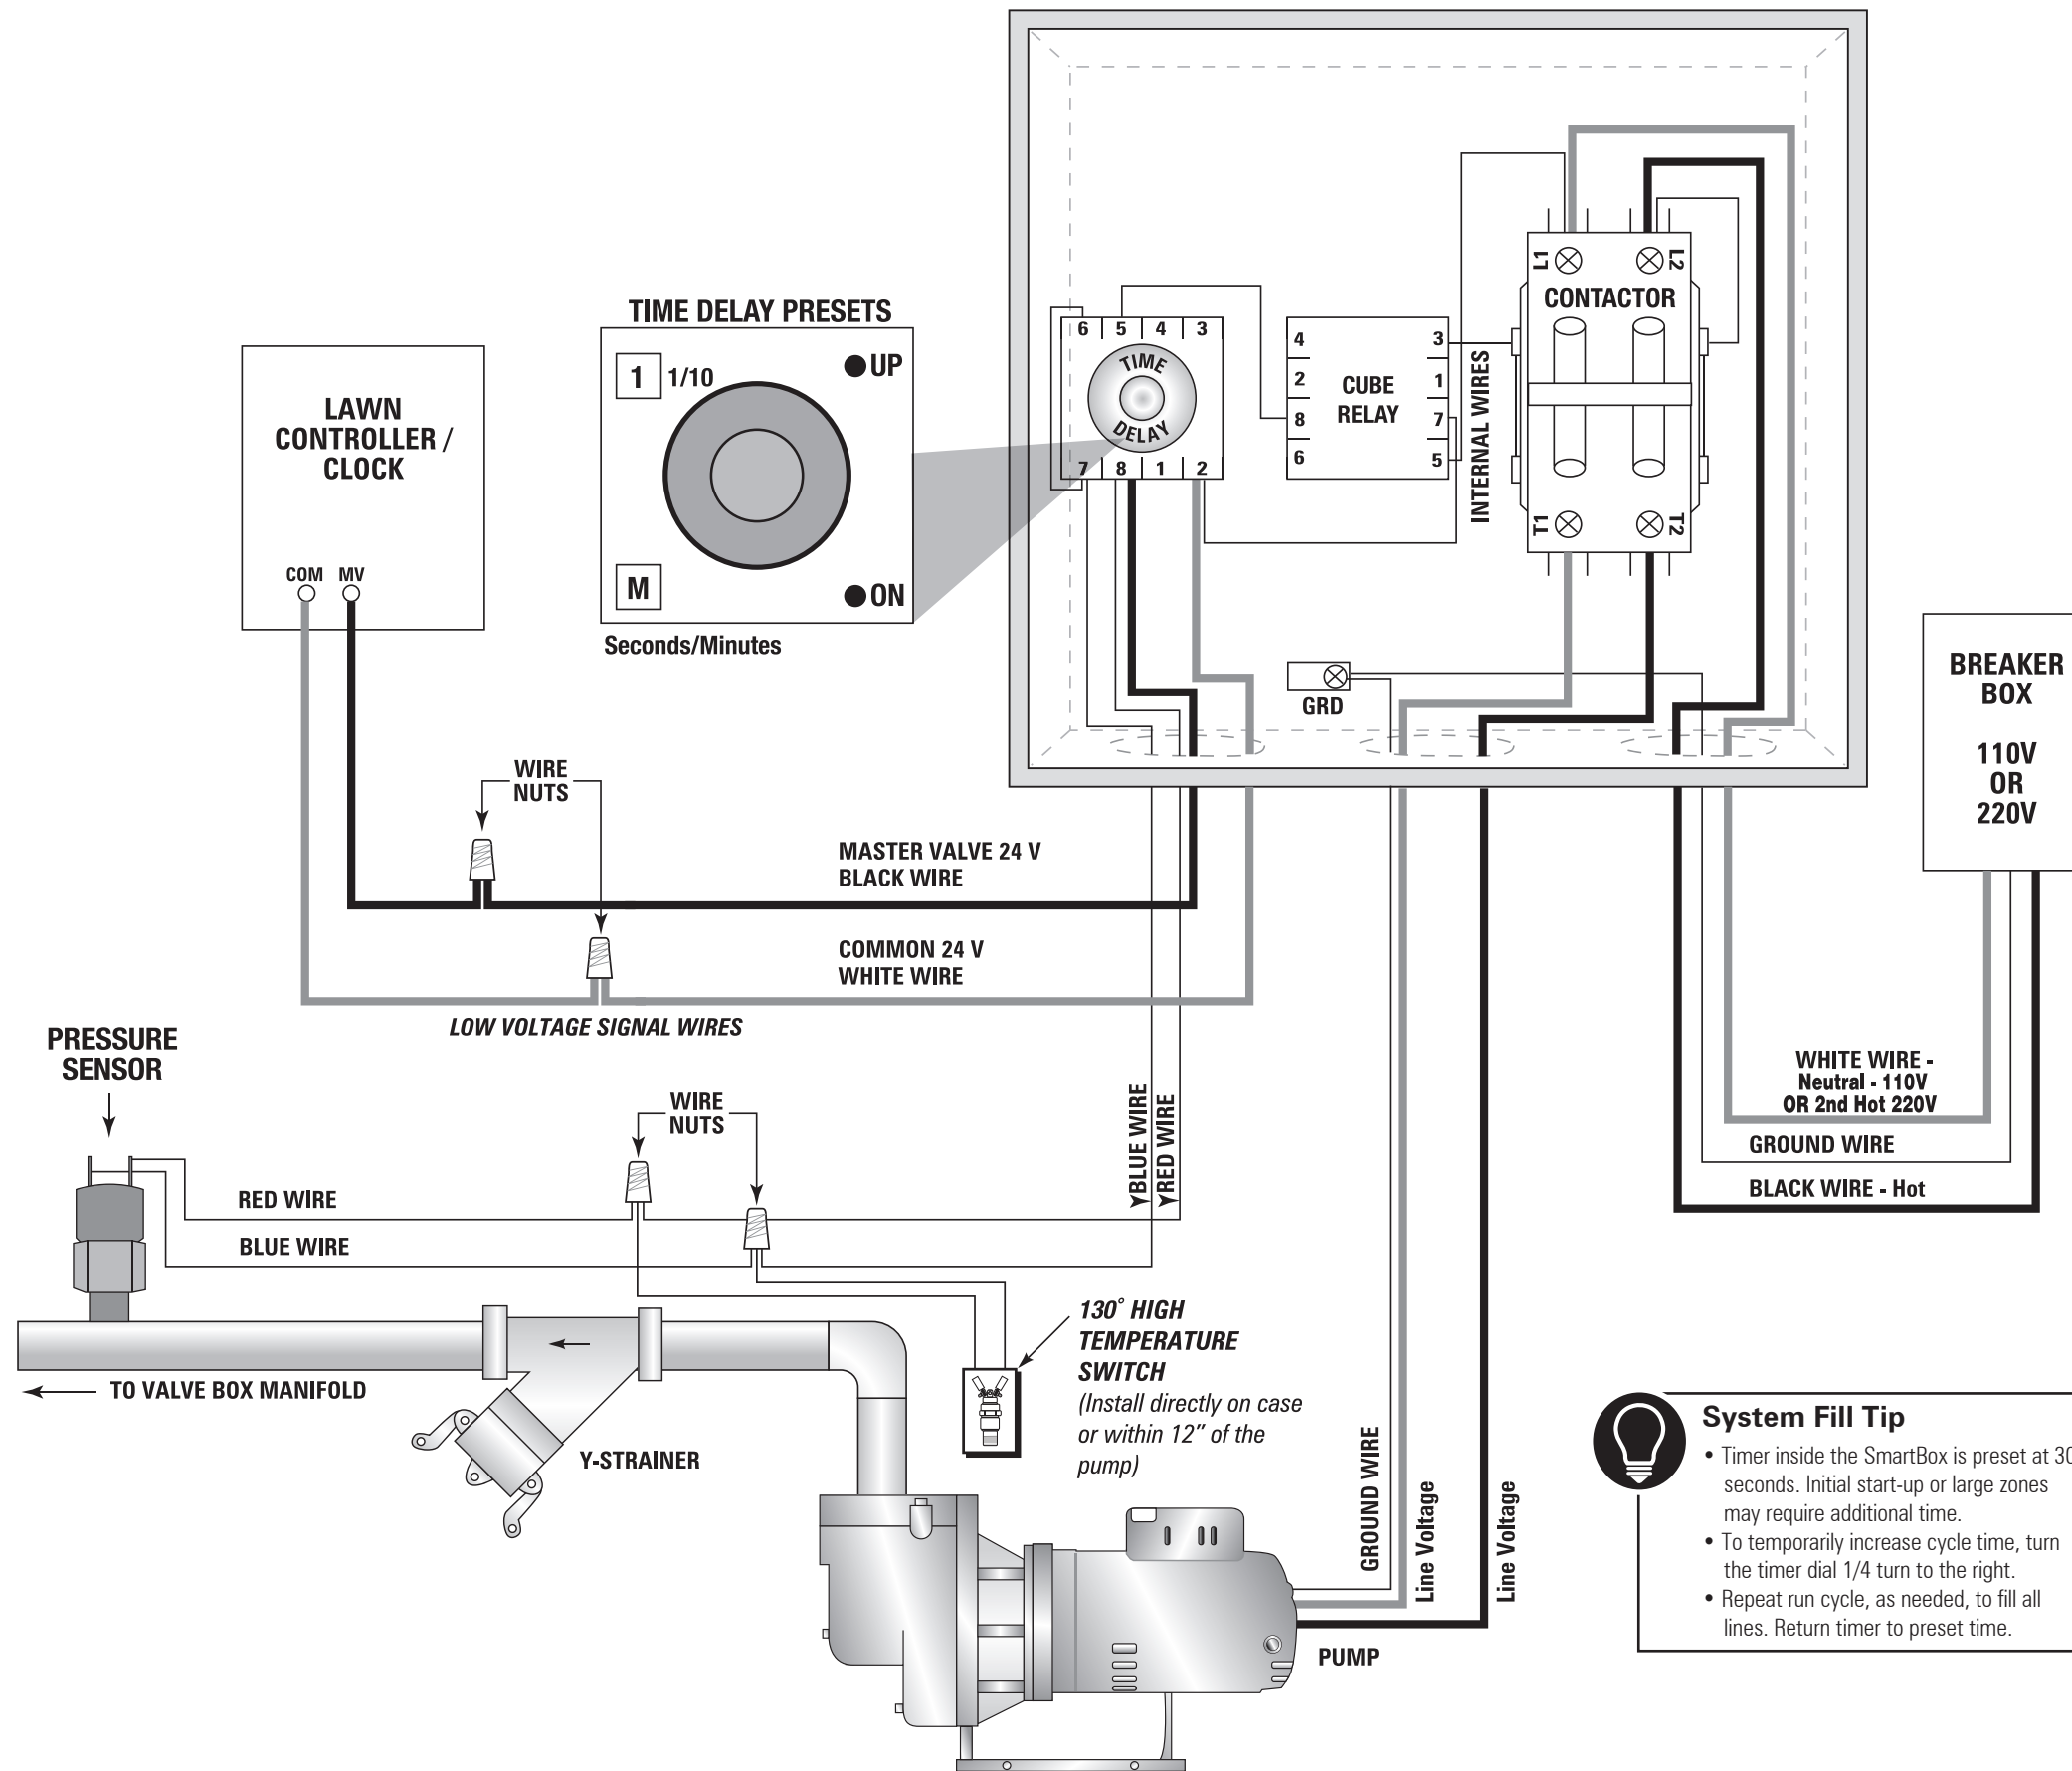 TIME DELAY PRESETS
1 1/10
UP
M
ON
Seconds/Minutes
LAWN
CONTROLLER /
CLOCK
COM MV
6 5 4 3
TIME
DELAY
7 8 1 2
4
2
8
6
CUBE
RELAY
3
1
7
5
INTERNAL WIRES
L1
L2
CONTACTOR
T1
T2
GRD
BREAKER
BOX
110V
OR
220V
WIRE
NUTS
MASTER VALVE 24 V
BLACK WIRE
COMMON 24 V
WHITE WIRE
LOW VOLTAGE SIGNAL WIRES
PRESSURE
SENSOR
WIRE
NUTS
BLUE WIRE
RED WIRE
RED WIRE
BLUE WIRE
WHITE WIRE -
Neutral - 110V
OR 2nd Hot 220V
GROUND WIRE
BLACK WIRE - Hot
130° HIGH
TEMPERATURE
SWITCH
(Install directly on case
or within 12” of the
pump)
TO VALVE BOX MANIFOLD
Y-STRAINER
GROUND WIRE
Line Voltage
Line Voltage
PUMP
System Fill Tip
• Timer inside the SmartBox is preset at 30
seconds. Initial start-up or large zones
may require additional time.
• To temporarily increase cycle time, turn
the timer dial 1/4 turn to the right.
• Repeat run cycle, as needed, to fill all
lines. Return timer to preset time.